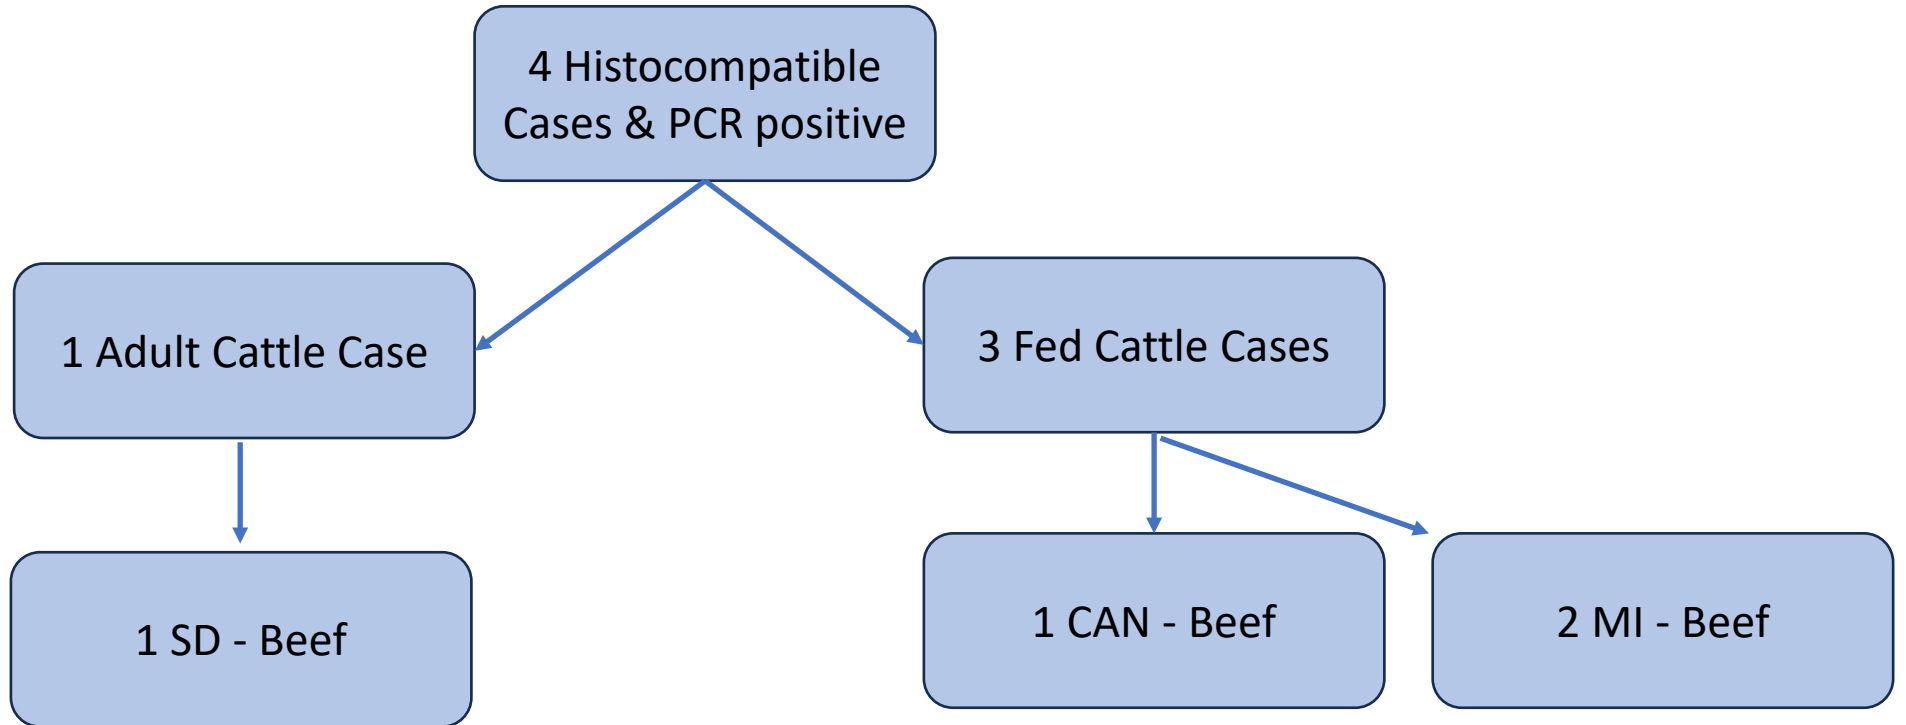 4 Histocompatible
Cases & PCR positive
1 Adult Cattle Case
3 Fed Cattle Cases
1 SD - Beef
1 CAN - Beef
2 MI - Beef